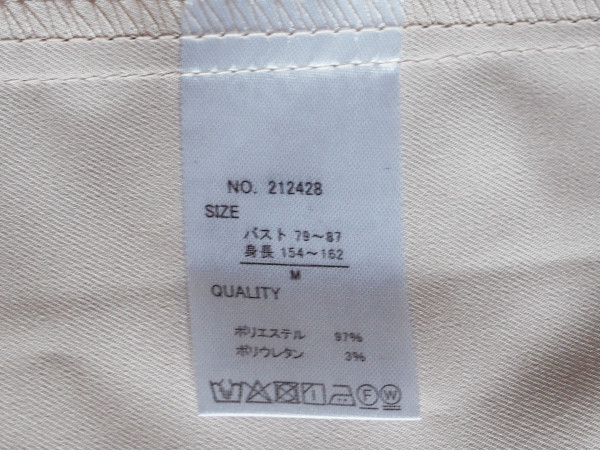 NO. 212428
SIZE
バスト 79～87
身長 154～162
M
QUALITY
ポリエステル 97%
ポリウレタン 3%
F W